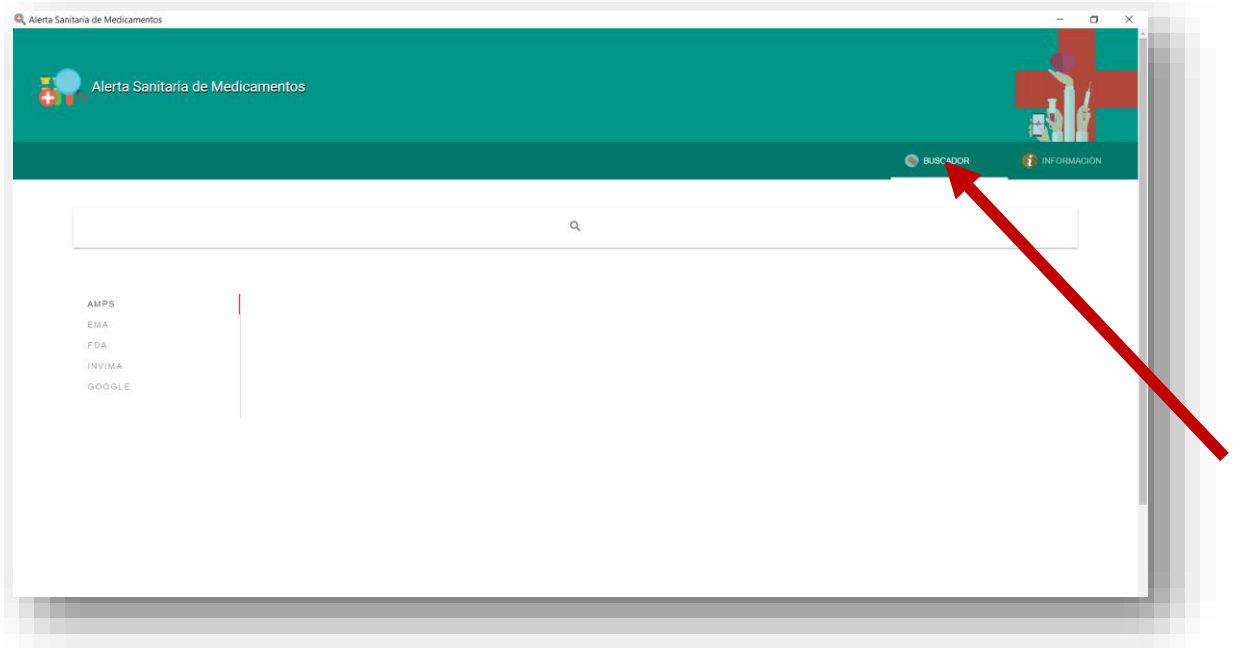 Alerta Sanitaria de Medicamentos
Alerta Sanitaria de Medicamentos
BUSCADOR
INFORMACIÓN
AMPS
EMA
FDA
INVIMA
GOOGLE